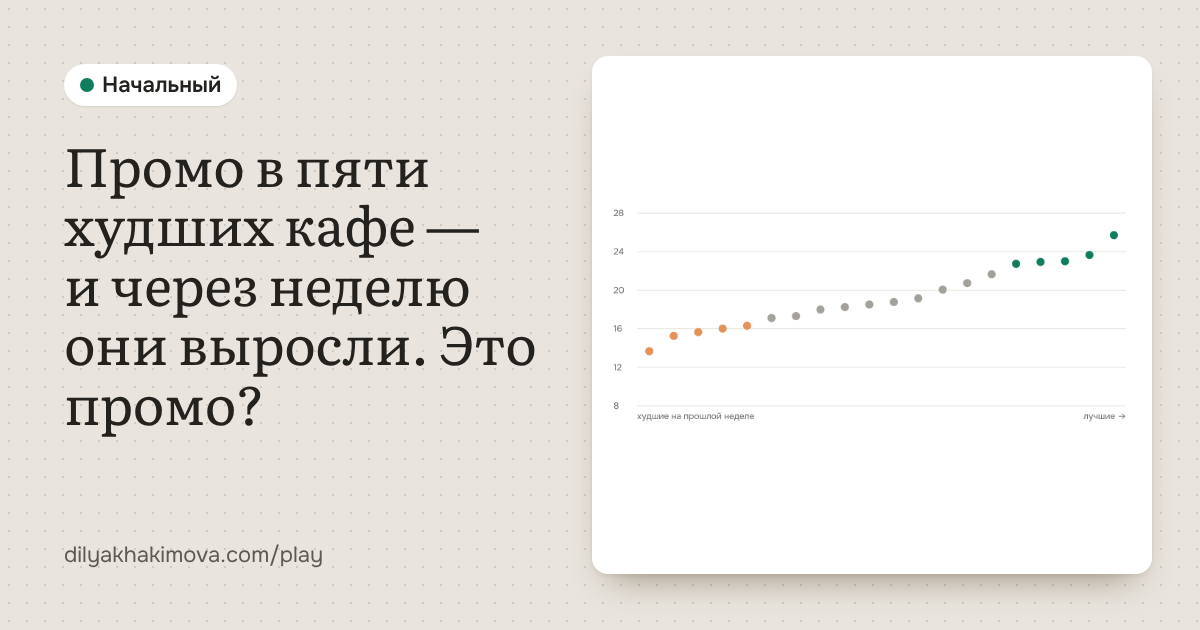 Начальный
Промо в пяти
худших кафе —
и через неделю
они выросли. Это
промо?
dilyakhakimova.com/play
28
24
20
16
12
8
худшие на прошлой неделе
лучшие →